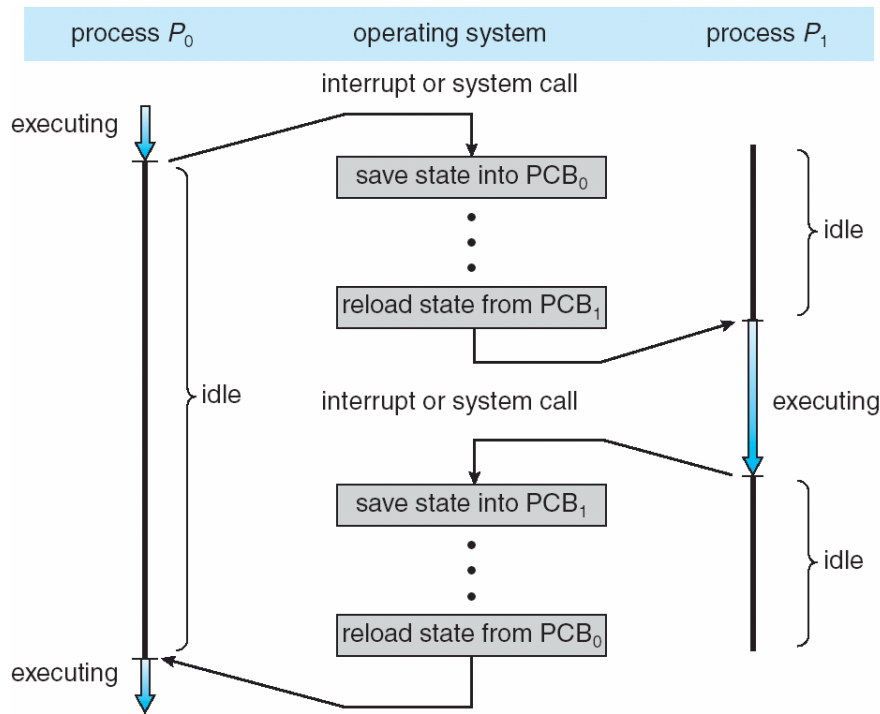 process P₀ operating system process P₁
interrupt or system call
executing
save state into PCB₀
idle
reload state from PCB₁
idle
interrupt or system call
executing
save state into PCB₁
idle
reload state from PCB₀
executing